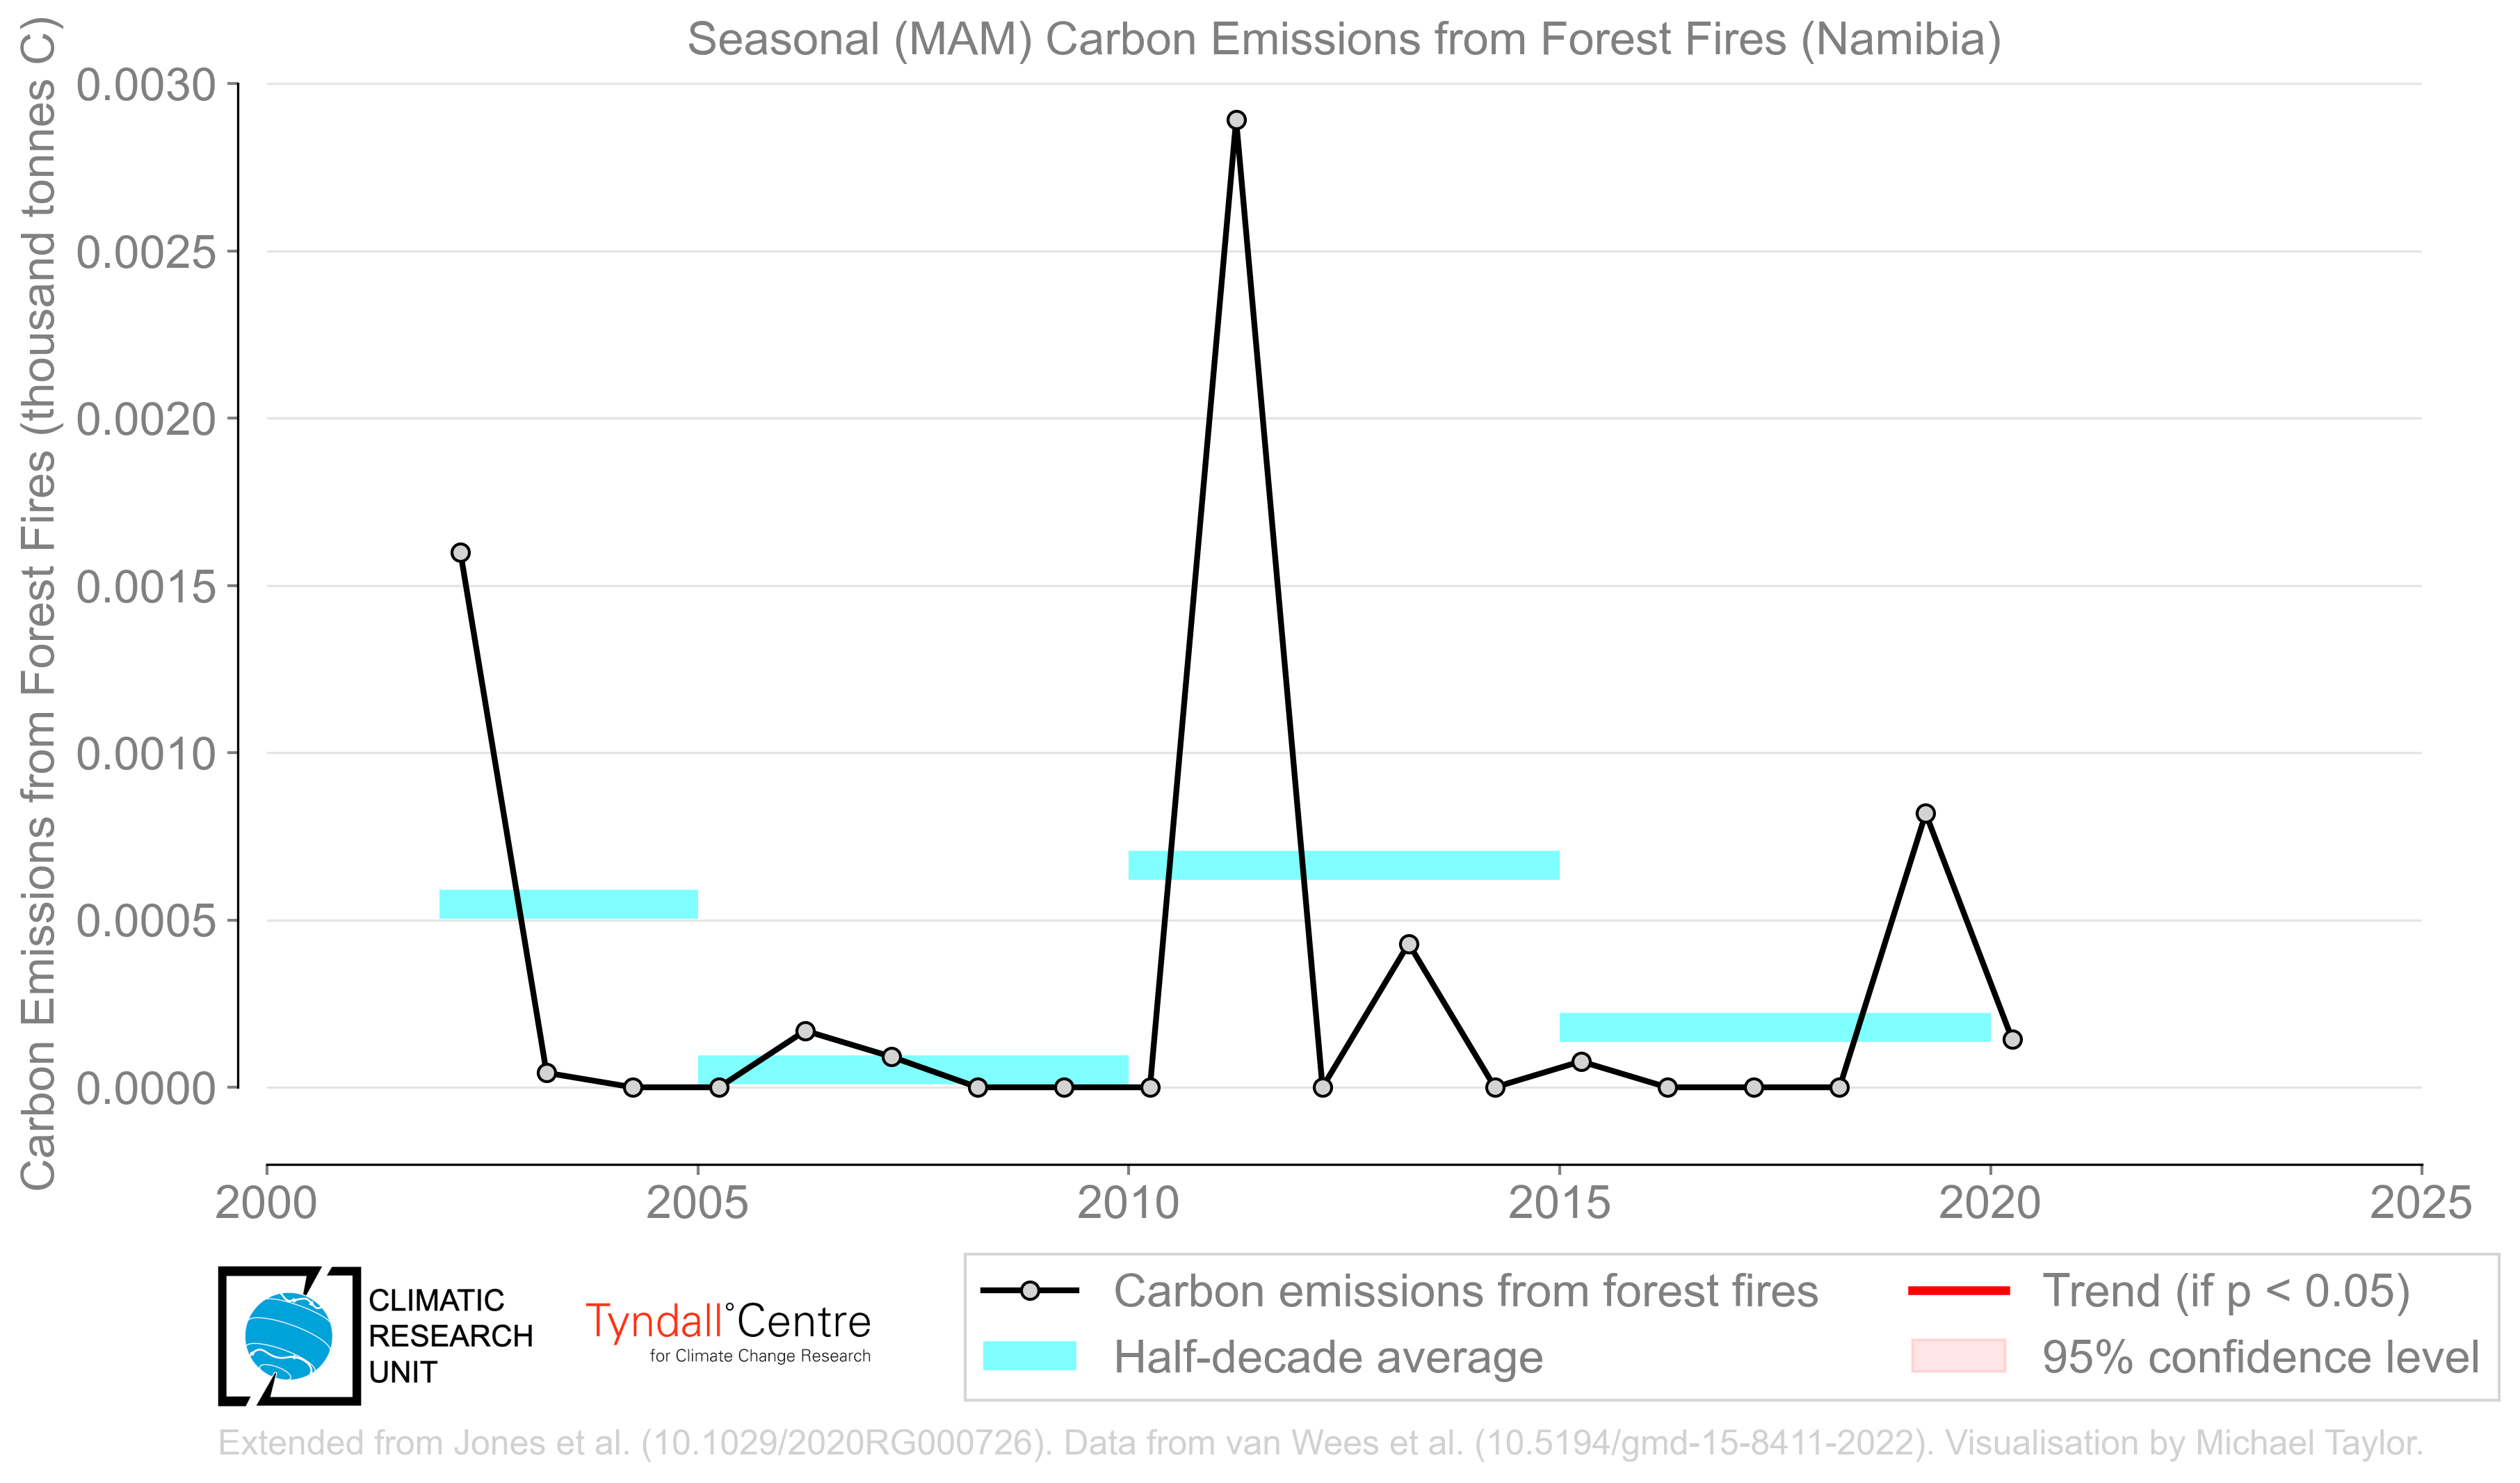 Seasonal (MAM) Carbon Emissions from Forest Fires (Namibia)
Carbon Emissions from Forest Fires (thousand tonnes C)
0.0030
0.0025
0.0020
0.0015
0.0010
0.0005
0.0000
2000 2005 2010 2015 2020 2025
CLIMATIC
RESEARCH
UNIT
Tyndall°Centre
for Climate Change Research
Carbon emissions from forest fires
Half-decade average
Trend (if p < 0.05)
95% confidence level
Extended from Jones et al. (10.1029/2020RG000726). Data from van Wees et al. (10.5194/gmd-15-8411-2022). Visualisation by Michael Taylor.